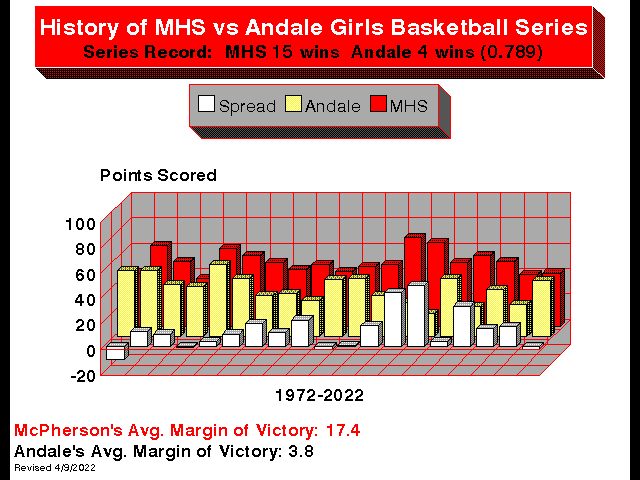 History of MHS vs Andale Girls Basketball Series
Series Record: MHS 15 wins Andale 4 wins (0.789)
Spread Andale MHS
Points Scored
100
80
60
40
20
0
-20
1972-2022
McPherson's Avg. Margin of Victory: 17.4
Andale's Avg. Margin of Victory: 3.8
Revised 4/9/2022